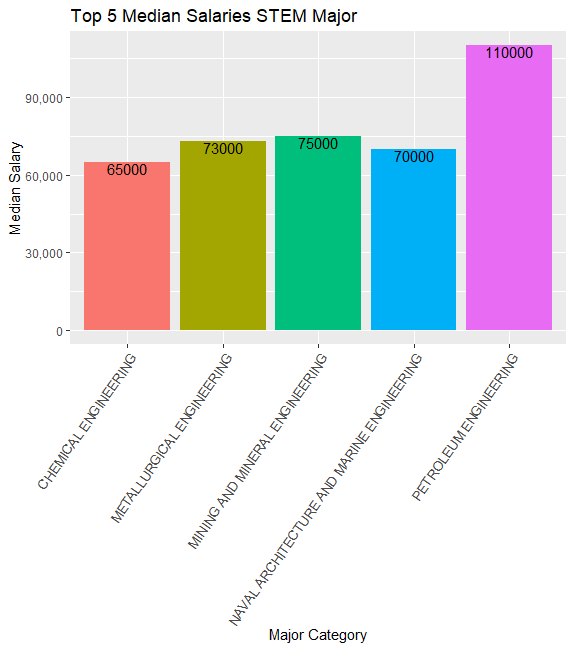 Top 5 Median Salaries STEM Major
Median Salary
90,000
60,000
30,000
0
65000
73000
75000
70000
110000
CHEMICAL ENGINEERING
METALLURGICAL ENGINEERING
MINING AND MINERAL ENGINEERING
NAVAL ARCHITECTURE AND MARINE ENGINEERING
PETROLEUM ENGINEERING
Major Category